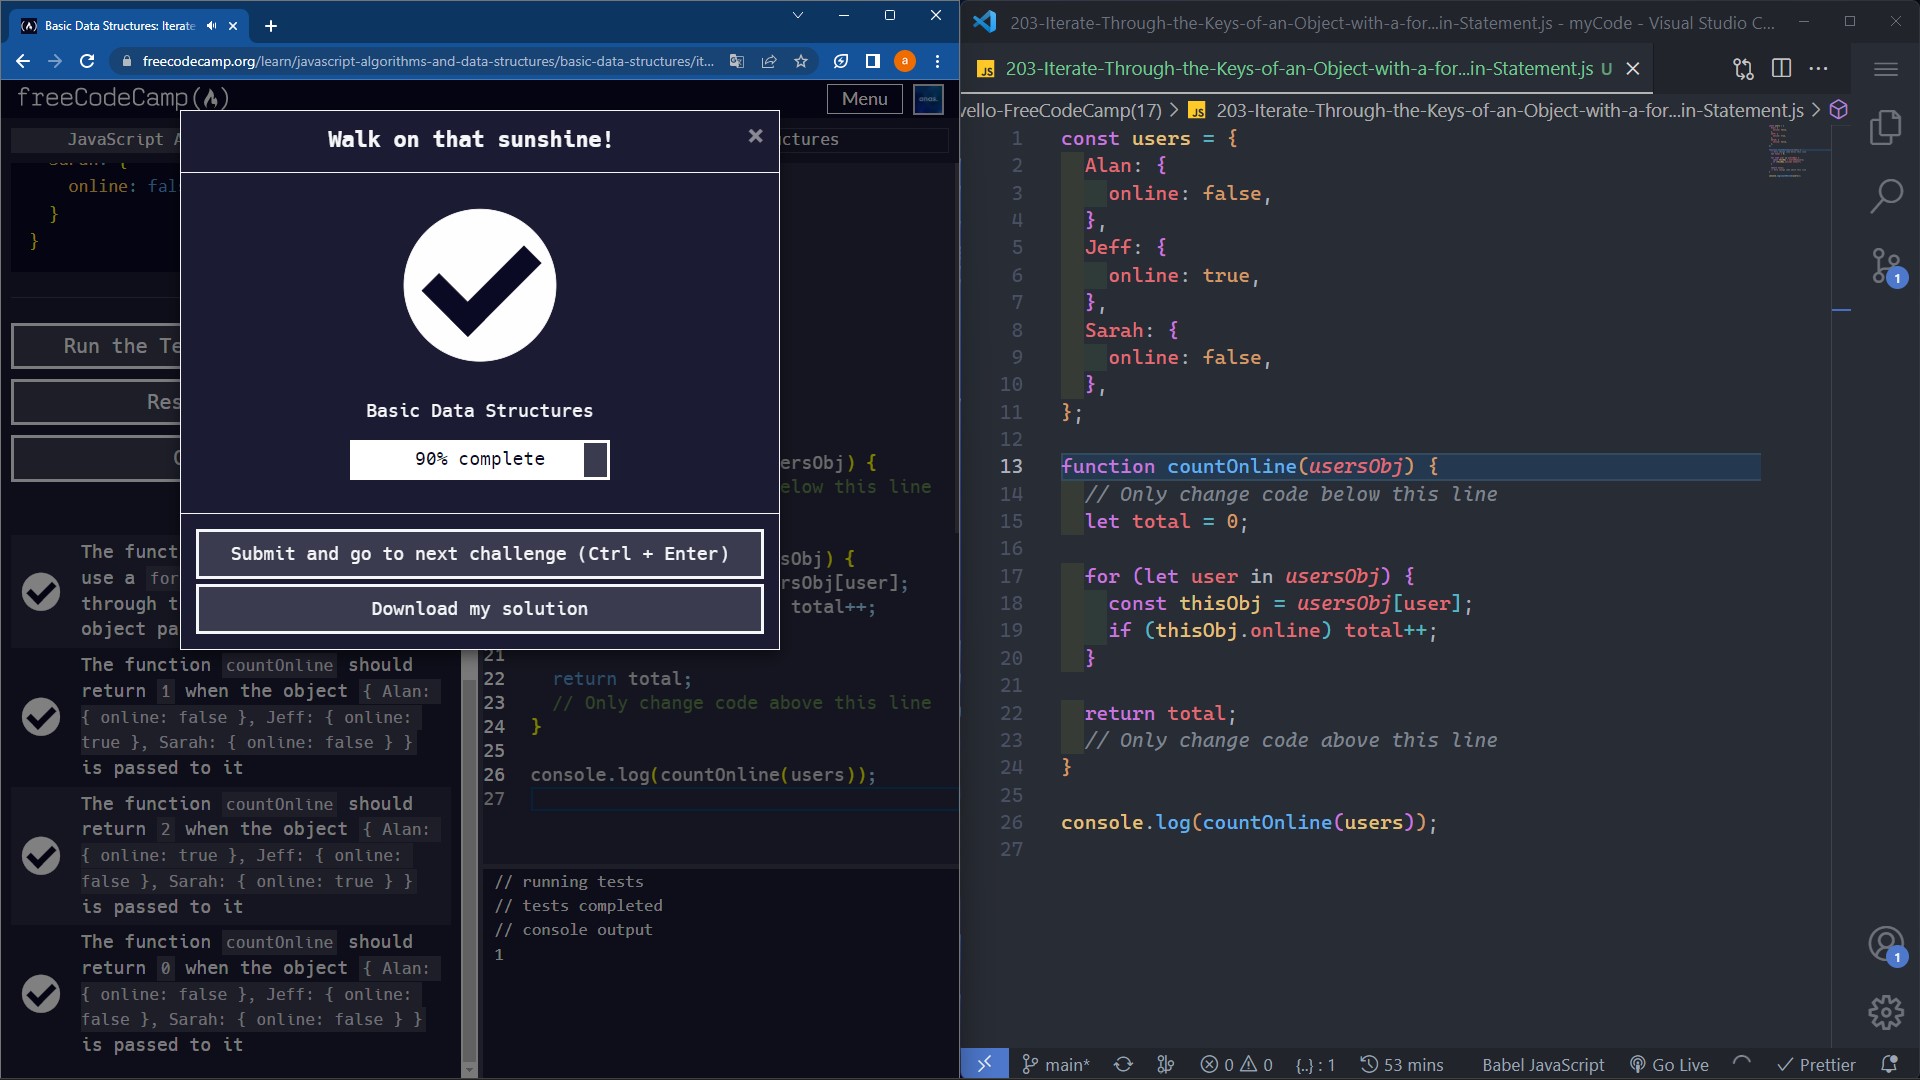 Basic Data Structures: Iterate
freecodecamp.org/learn/javascript-algorithms-and-data-structures/basic-data-structures/it...
a
freeCodeCamp
Menu
anas.
JavaScript A
ctures
online: fal
}
}
Run the Te
Res
Walk on that sunshine!
×
Basic Data Structures
90% complete
Submit and go to next challenge (Ctrl + Enter)
Download my solution
The funct
use a for
through t
object pa
The function countOnline should
return 1 when the object { Alan:
{ online: false }, Jeff: { online:
true }, Sarah: { online: false } }
is passed to it
The function countOnline should
return 2 when the object { Alan:
{ online: true }, Jeff: { online:
false }, Sarah: { online: true } }
is passed to it
The function countOnline should
return 0 when the object { Alan:
{ online: false }, Jeff: { online:
false }, Sarah: { online: false } }
is passed to it
ersObj) {
elow this line
sObj) {
rsObj[user];
total++;
21
22 return total;
23 // Only change code above this line
24 }
25
26 console.log(countOnline(users));
27
// running tests
// tests completed
// console output
1
203-Iterate-Through-the-Keys-of-an-Object-with-a-for...in-Statement.js - myCode - Visual Studio C...
JS 203-Iterate-Through-the-Keys-of-an-Object-with-a-for...in-Statement.js U
vello-FreeCodeCamp(17) > JS 203-Iterate-Through-the-Keys-of-an-Object-with-a-for...in-Statement.js >
1 const users = {
2 Alan: {
3 online: false,
4 },
5 Jeff: {
6 online: true,
7 },
8 Sarah: {
9 online: false,
10 },
11 };
12
13 function countOnline(usersObj) {
14 // Only change code below this line
15 let total = 0;
16
17 for (let user in usersObj) {
18 const thisObj = usersObj[user];
19 if (thisObj.online) total++;
20 }
21
22 return total;
23 // Only change code above this line
24 }
25
26 console.log(countOnline(users));
27
1
1
main* 0 0 {..} : 1 53 mins Babel JavaScript Go Live Prettier